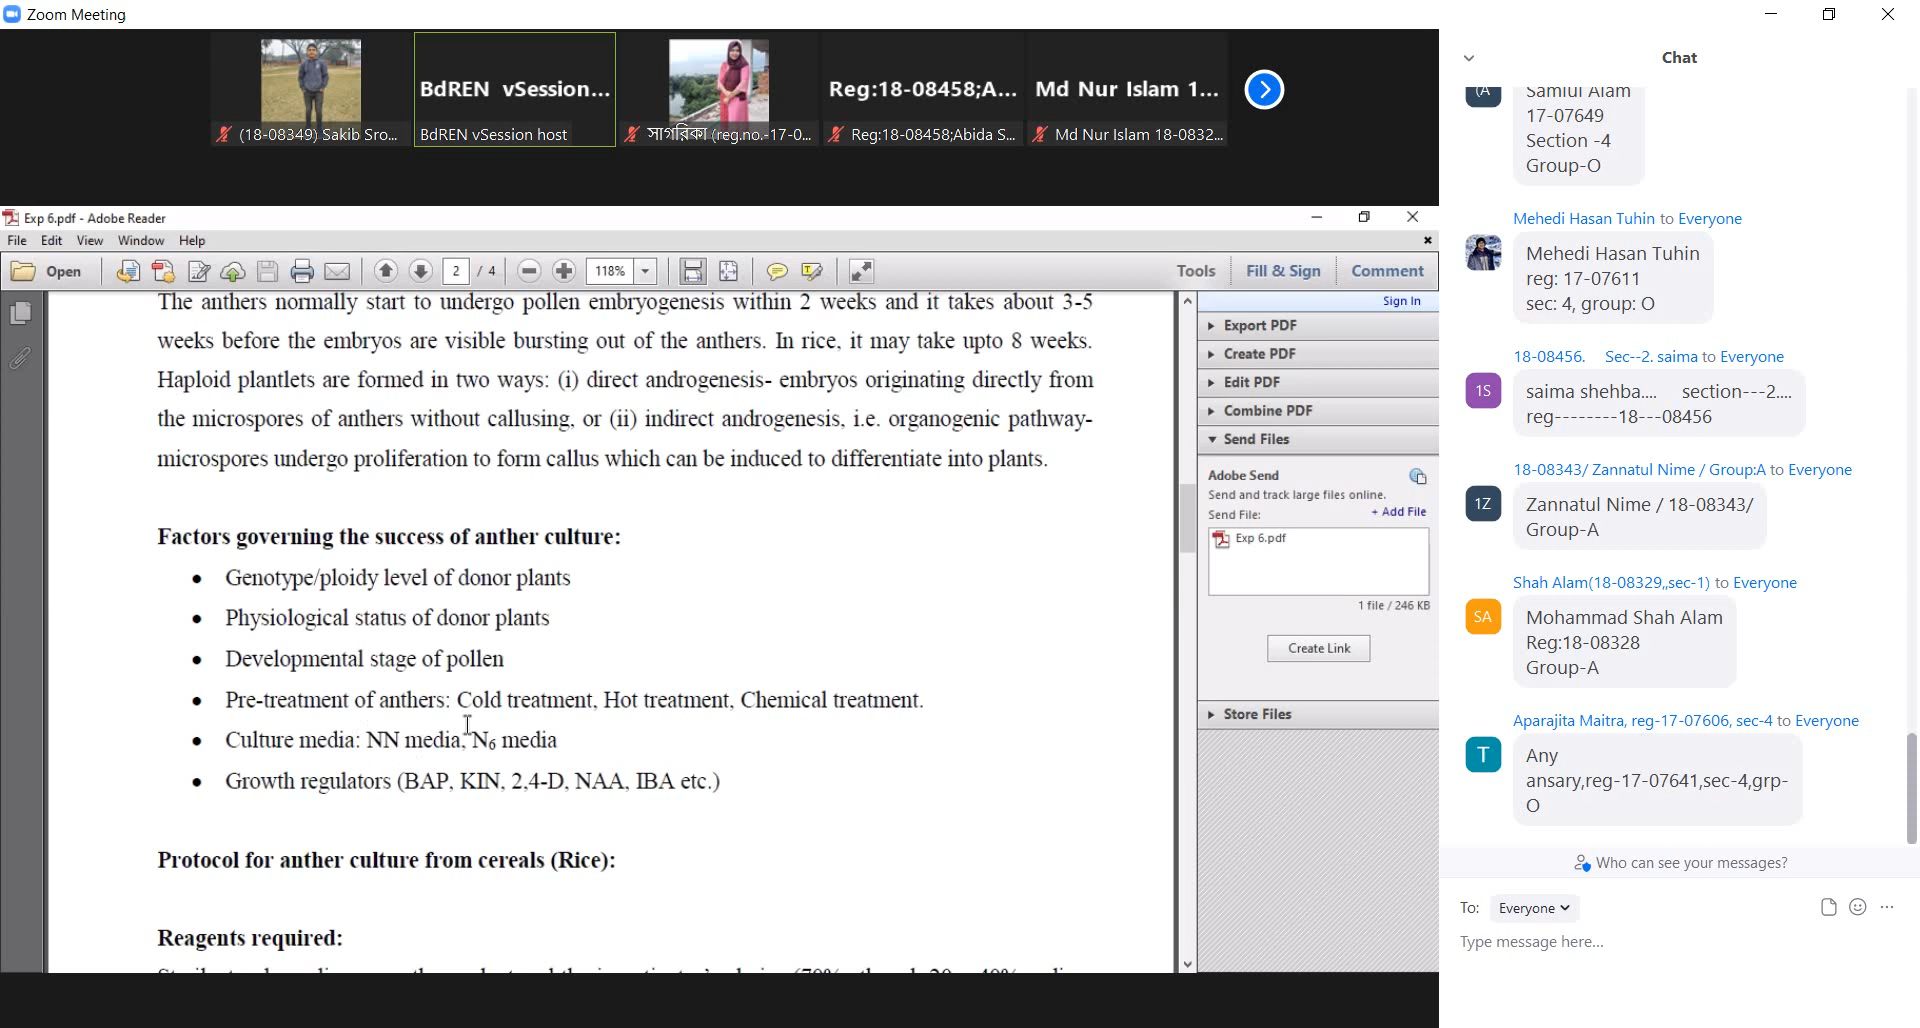 Zoom Meeting
BdREN vSession...
Reg:18-08458;A...
Md Nur Islam 1...
(18-08349) Sakib Sro...
BdREN vSession host
সাগরিকা (reg.no.-17-0...
Reg:18-08458;Abida S...
Md Nur Islam 18-0832...
Exp 6.pdf - Adobe Reader
File Edit View Window Help
Open
2 / 4
118%
Tools
Fill & Sign
Comment
The anthers normally start to undergo pollen embryogenesis within 2 weeks and it takes about 3-5
weeks before the embryos are visible bursting out of the anthers. In rice, it may take upto 8 weeks.
Haploid plantlets are formed in two ways: (i) direct androgenesis- embryos originating directly from
the microspores of anthers without callusing, or (ii) indirect androgenesis, i.e. organogenic pathway-
microspores undergo proliferation to form callus which can be induced to differentiate into plants.
Factors governing the success of anther culture:
• Genotype/ploidy level of donor plants
• Physiological status of donor plants
• Developmental stage of pollen
• Pre-treatment of anthers: Cold treatment, Hot treatment, Chemical treatment.
• Culture media: NN media, N6 media
• Growth regulators (BAP, KIN, 2,4-D, NAA, IBA etc.)
Protocol for anther culture from cereals (Rice):
Reagents required:
Sign In
Export PDF
Create PDF
Edit PDF
Combine PDF
Send Files
Adobe Send
Send and track large files online.
Send File:
+ Add File
Exp 6.pdf
1 file / 246 KB
Create Link
Store Files
Chat
(A
Samiul Alam
17-07649
Section -4
Group-O
Mehedi Hasan Tuhin to Everyone
Mehedi Hasan Tuhin
reg: 17-07611
sec: 4, group: O
18-08456. Sec--2. saima to Everyone
1S
saima shehba.... section---2....
reg--------18---08456
18-08343/ Zannatul Nime / Group:A to Everyone
1Z
Zannatul Nime / 18-08343/
Group-A
Shah Alam(18-08329,,sec-1) to Everyone
SA
Mohammad Shah Alam
Reg:18-08328
Group-A
Aparajita Maitra, reg-17-07606, sec-4 to Everyone
T
Any
ansary,reg-17-07641,sec-4,grp-
O
Who can see your messages?
To: Everyone
Type message here...